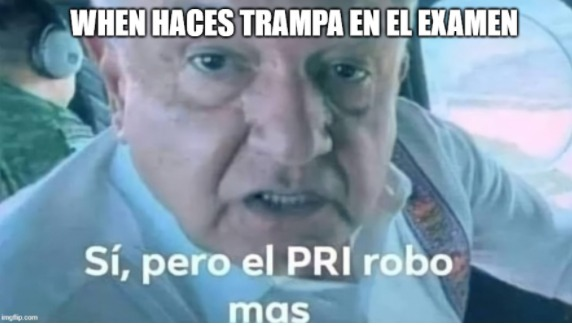 WHEN HACES TRAMPA EN EL EXAMEN
Sí, pero el PRI robo
mas
imgflip.com